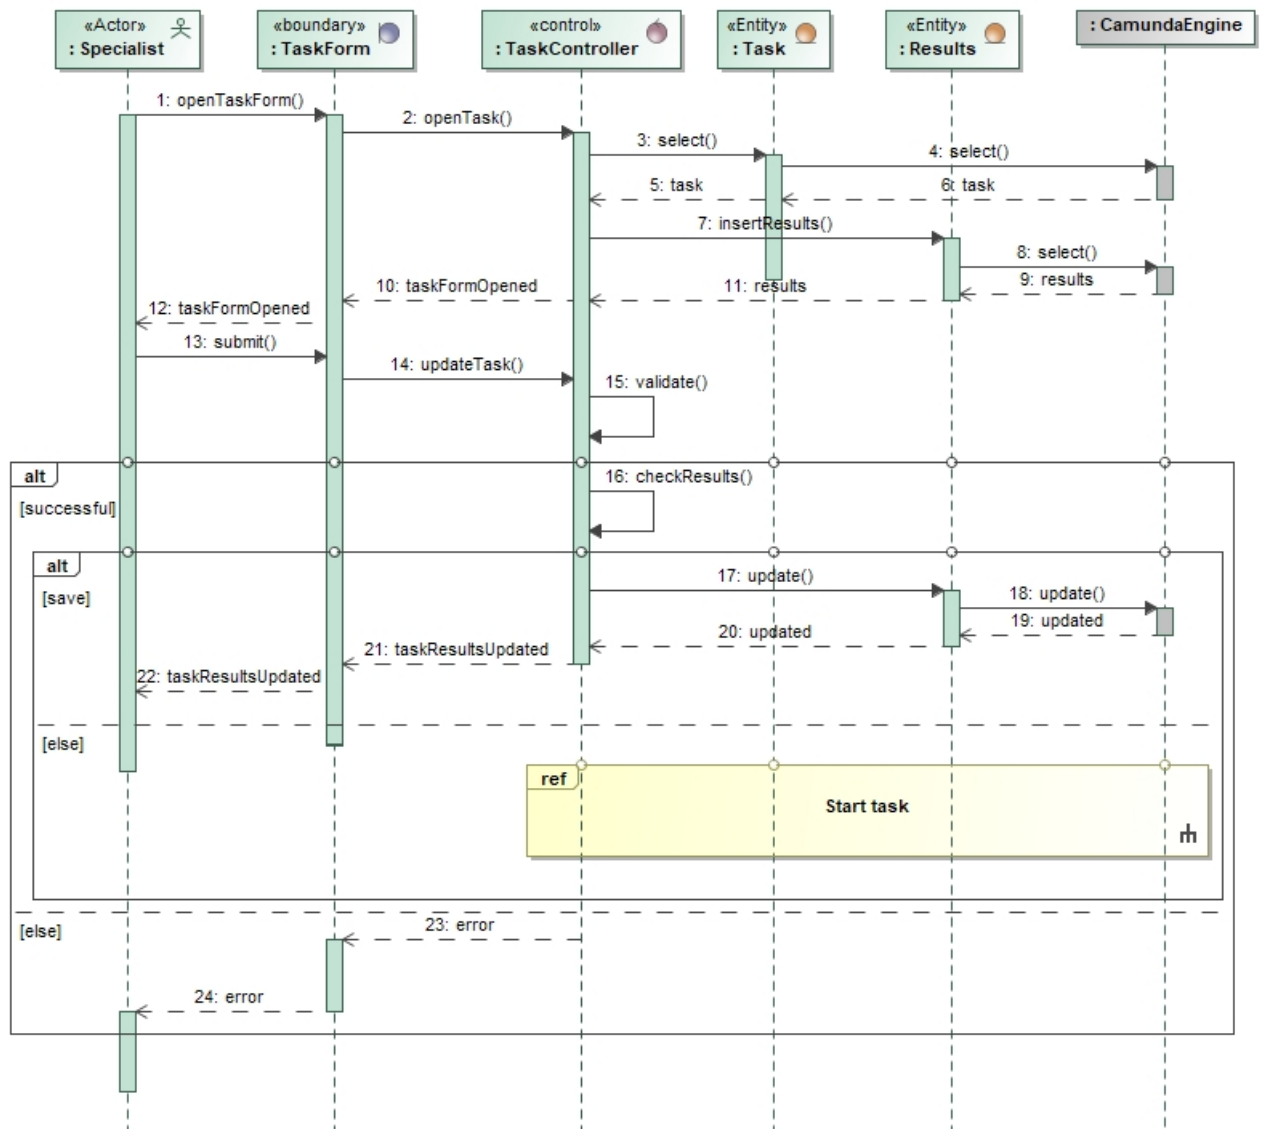 «Actor»
: Specialist
«boundary»
: TaskForm
«control»
: TaskController
«Entity»
: Task
«Entity»
: Results
: CamundaEngine
1: openTaskForm()
2: openTask()
3: select()
4: select()
5: task
6: task
7: insertResults()
8: select()
9: results
10: taskFormOpened
11: results
12: taskFormOpened
13: submit()
14: updateTask()
15: validate()
alt
[successful]
16: checkResults()
alt
[save]
17: update()
18: update()
19: updated
20: updated
21: taskResultsUpdated
22: taskResultsUpdated
[else]
ref
Start task
[else]
23: error
24: error